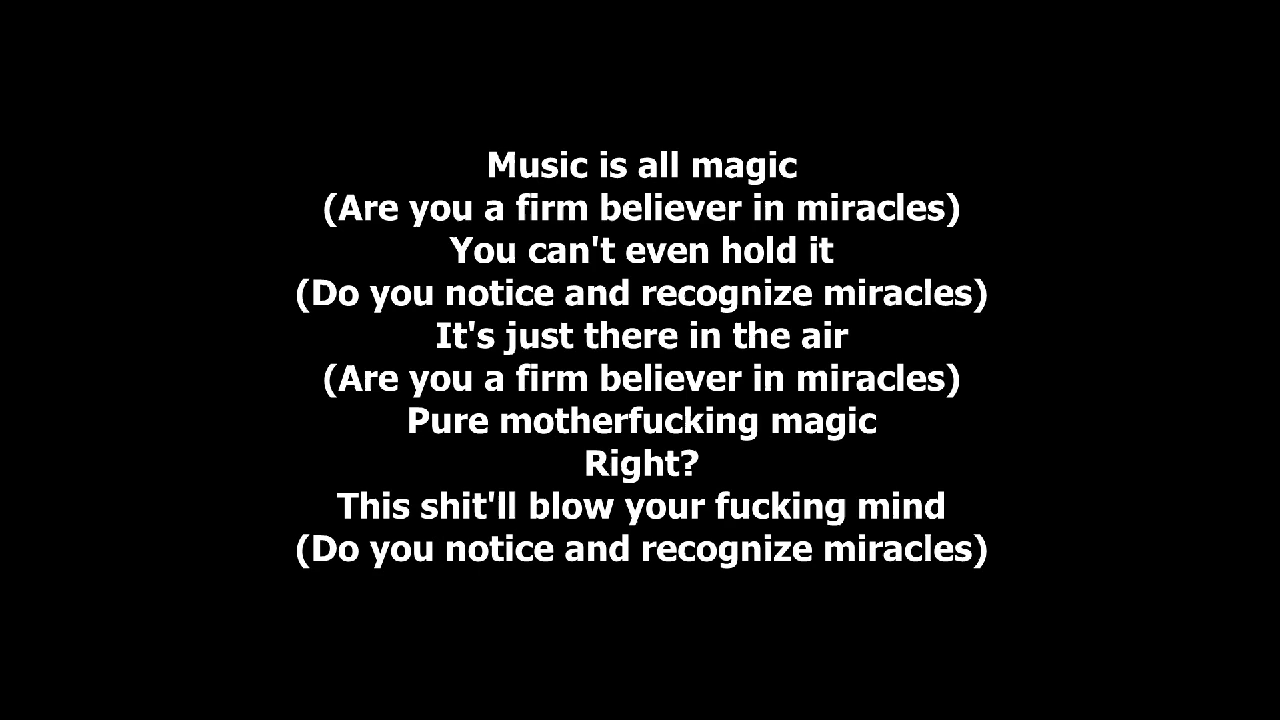 Music is all magic
(Are you a firm believer in miracles)
You can't even hold it
(Do you notice and recognize miracles)
It's just there in the air
(Are you a firm believer in miracles)
Pure motherfucking magic
Right?
This shit'll blow your fucking mind
(Do you notice and recognize miracles)